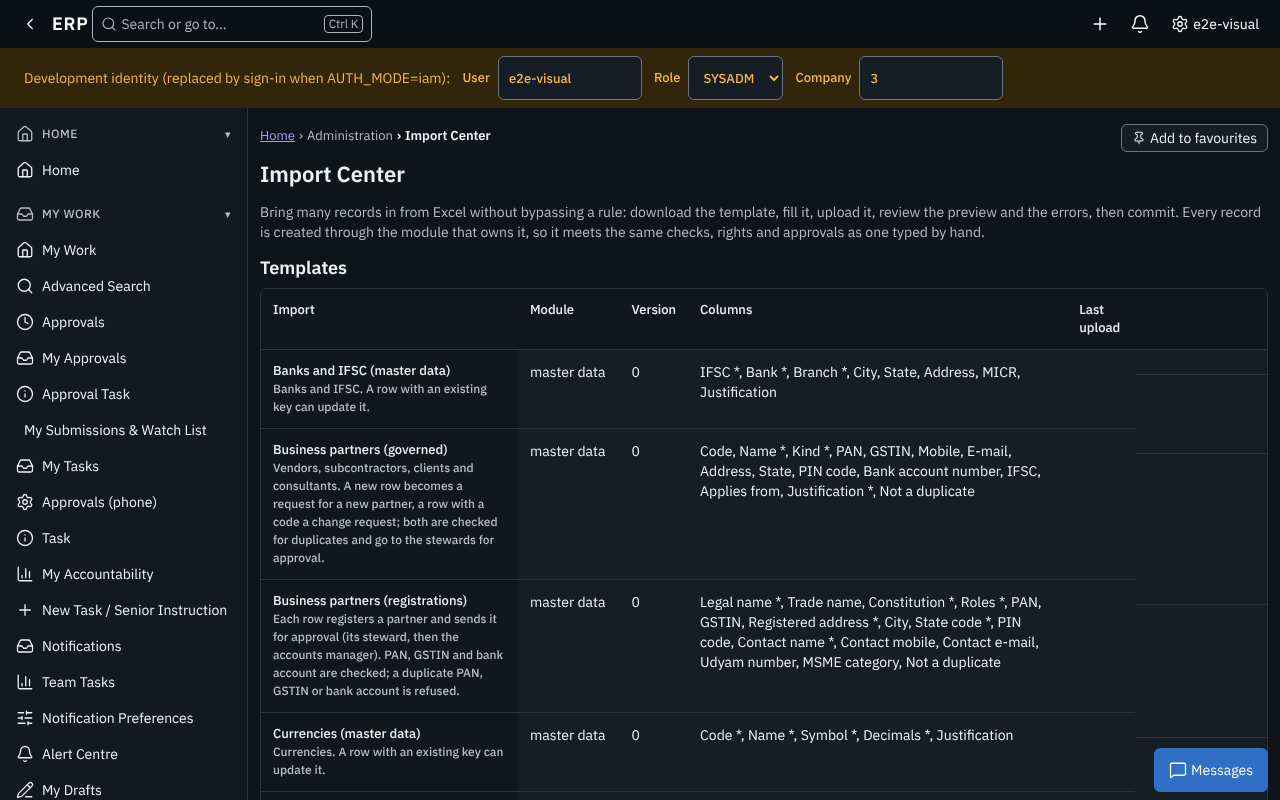 ERP
Search or go to...
Ctrl K
e2e-visual
Development identity (replaced by sign-in when AUTH_MODE=iam):
User
e2e-visual
Role
SYSADM
Company
3
HOME
Home
MY WORK
My Work
Advanced Search
Approvals
My Approvals
Approval Task
My Submissions & Watch List
My Tasks
Approvals (phone)
Task
My Accountability
New Task / Senior Instruction
Notifications
Team Tasks
Notification Preferences
Alert Centre
My Drafts
Home › Administration › Import Center
Add to favourites
Import Center
Bring many records in from Excel without bypassing a rule: download the template, fill it, upload it, review the preview and the errors, then commit. Every record
is created through the module that owns it, so it meets the same checks, rights and approvals as one typed by hand.
Templates
Import
Module
Version
Columns
Last
upload
Banks and IFSC (master data)
Banks and IFSC. A row with an existing
key can update it.
master data
0
IFSC *, Bank *, Branch *, City, State, Address, MICR,
Justification
Business partners (governed)
Vendors, subcontractors, clients and
consultants. A new row becomes a
request for a new partner, a row with a
code a change request; both are checked
for duplicates and go to the stewards for
approval.
master data
0
Code, Name *, Kind *, PAN, GSTIN, Mobile, E-mail,
Address, State, PIN code, Bank account number, IFSC,
Applies from, Justification *, Not a duplicate
Business partners (registrations)
Each row registers a partner and sends it
for approval (its steward, then the
accounts manager). PAN, GSTIN and bank
account are checked; a duplicate PAN,
GSTIN or bank account is refused.
master data
0
Legal name *, Trade name, Constitution *, Roles *, PAN,
GSTIN, Registered address *, City, State code *, PIN
code, Contact name *, Contact mobile, Contact e-mail,
Udyam number, MSME category, Not a duplicate
Currencies (master data)
Currencies. A row with an existing key can
update it.
master data
0
Code *, Name *, Symbol *, Decimals *, Justification
Messages